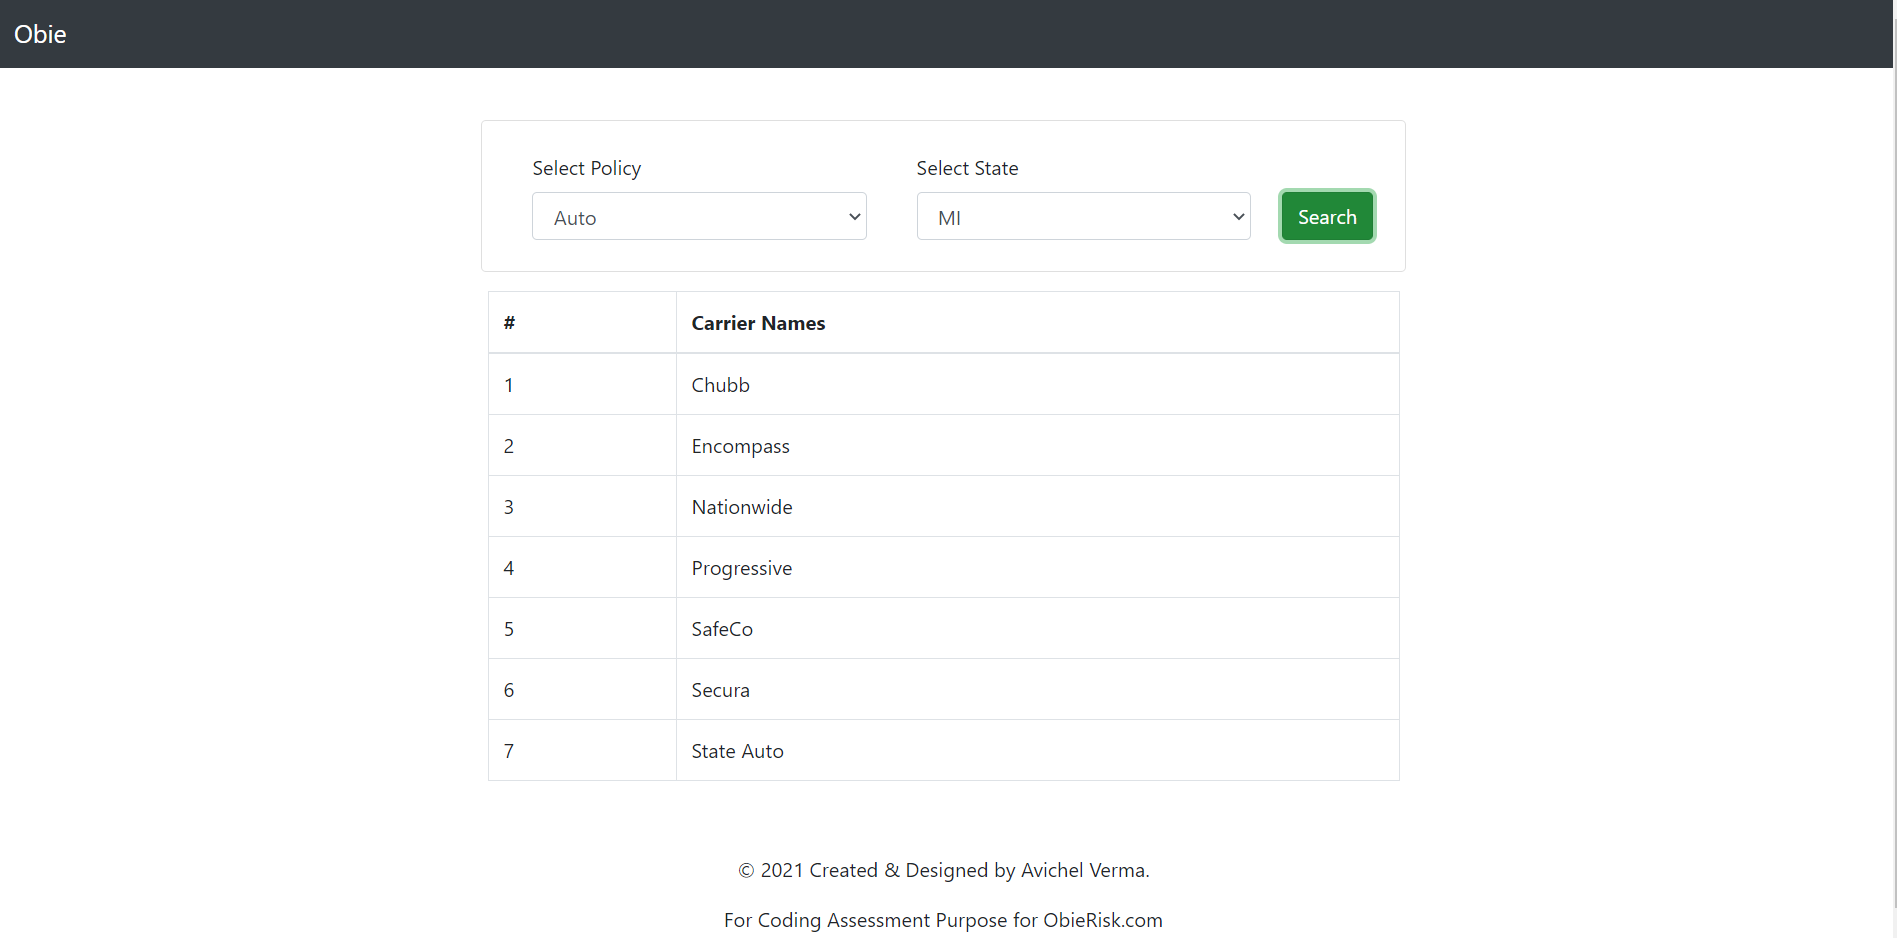 Obie
Select Policy Select State
Auto MI Search
# Carrier Names
1 Chubb
2 Encompass
3 Nationwide
4 Progressive
5 SafeCo
6 Secura
7 State Auto
© 2021 Created & Designed by Avichel Verma.
For Coding Assessment Purpose for ObieRisk.com